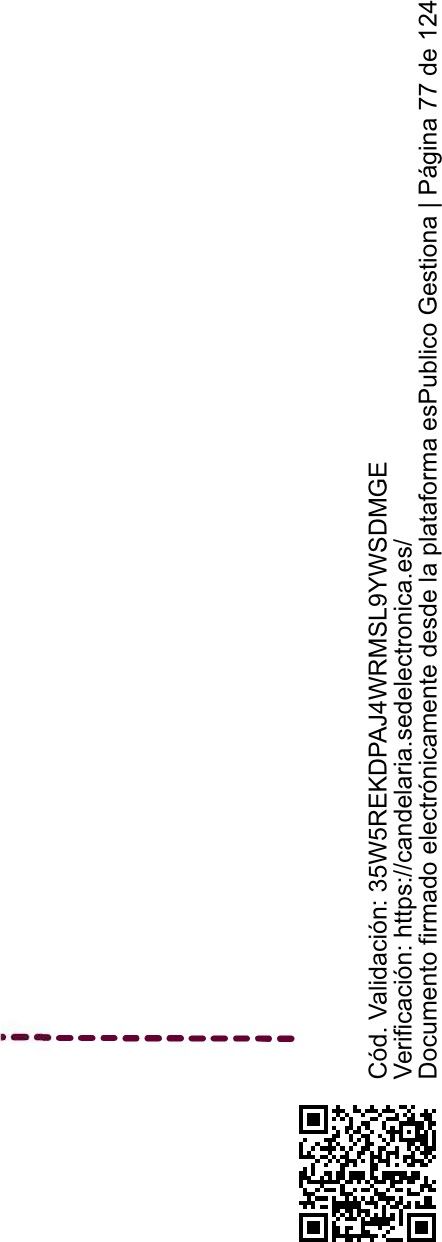 Cód. Validación: 35W5REKDPAJ4WRMSL9YWSDMGE
Verificación: https://candelaria.sedelectronica.es/
Documento firmado electrónicamente desde la plataforma esPublico Gestiona | Página 77 de 124